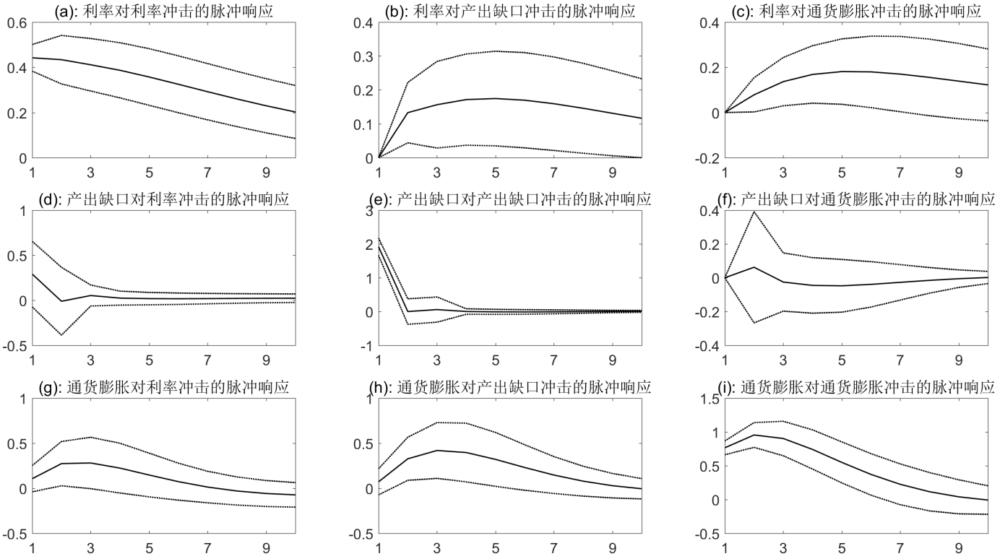 (a): 利率对利率冲击的脉冲响应
0.6
0.4
0.2
0
1 3 5 7 9
(b): 利率对产出缺口冲击的脉冲响应
0.4
0.3
0.2
0.1
0
1 3 5 7 9
(c): 利率对通货膨胀冲击的脉冲响应
0.4
0.2
0
-0.2
1 3 5 7 9
(d): 产出缺口对利率冲击的脉冲响应
1
0.5
0
-0.5
1 3 5 7 9
(e): 产出缺口对产出缺口冲击的脉冲响应
3
2
1
0
-1
1 3 5 7 9
(f): 产出缺口对通货膨胀冲击的脉冲响应
0.4
0.2
0
-0.2
-0.4
1 3 5 7 9
(g): 通货膨胀对利率冲击的脉冲响应
1
0.5
0
-0.5
1 3 5 7 9
(h): 通货膨胀对产出缺口冲击的脉冲响应
1
0.5
0
-0.5
1 3 5 7 9
(i): 通货膨胀对通货膨胀冲击的脉冲响应
1.5
1
0.5
0
-0.5
1 3 5 7 9